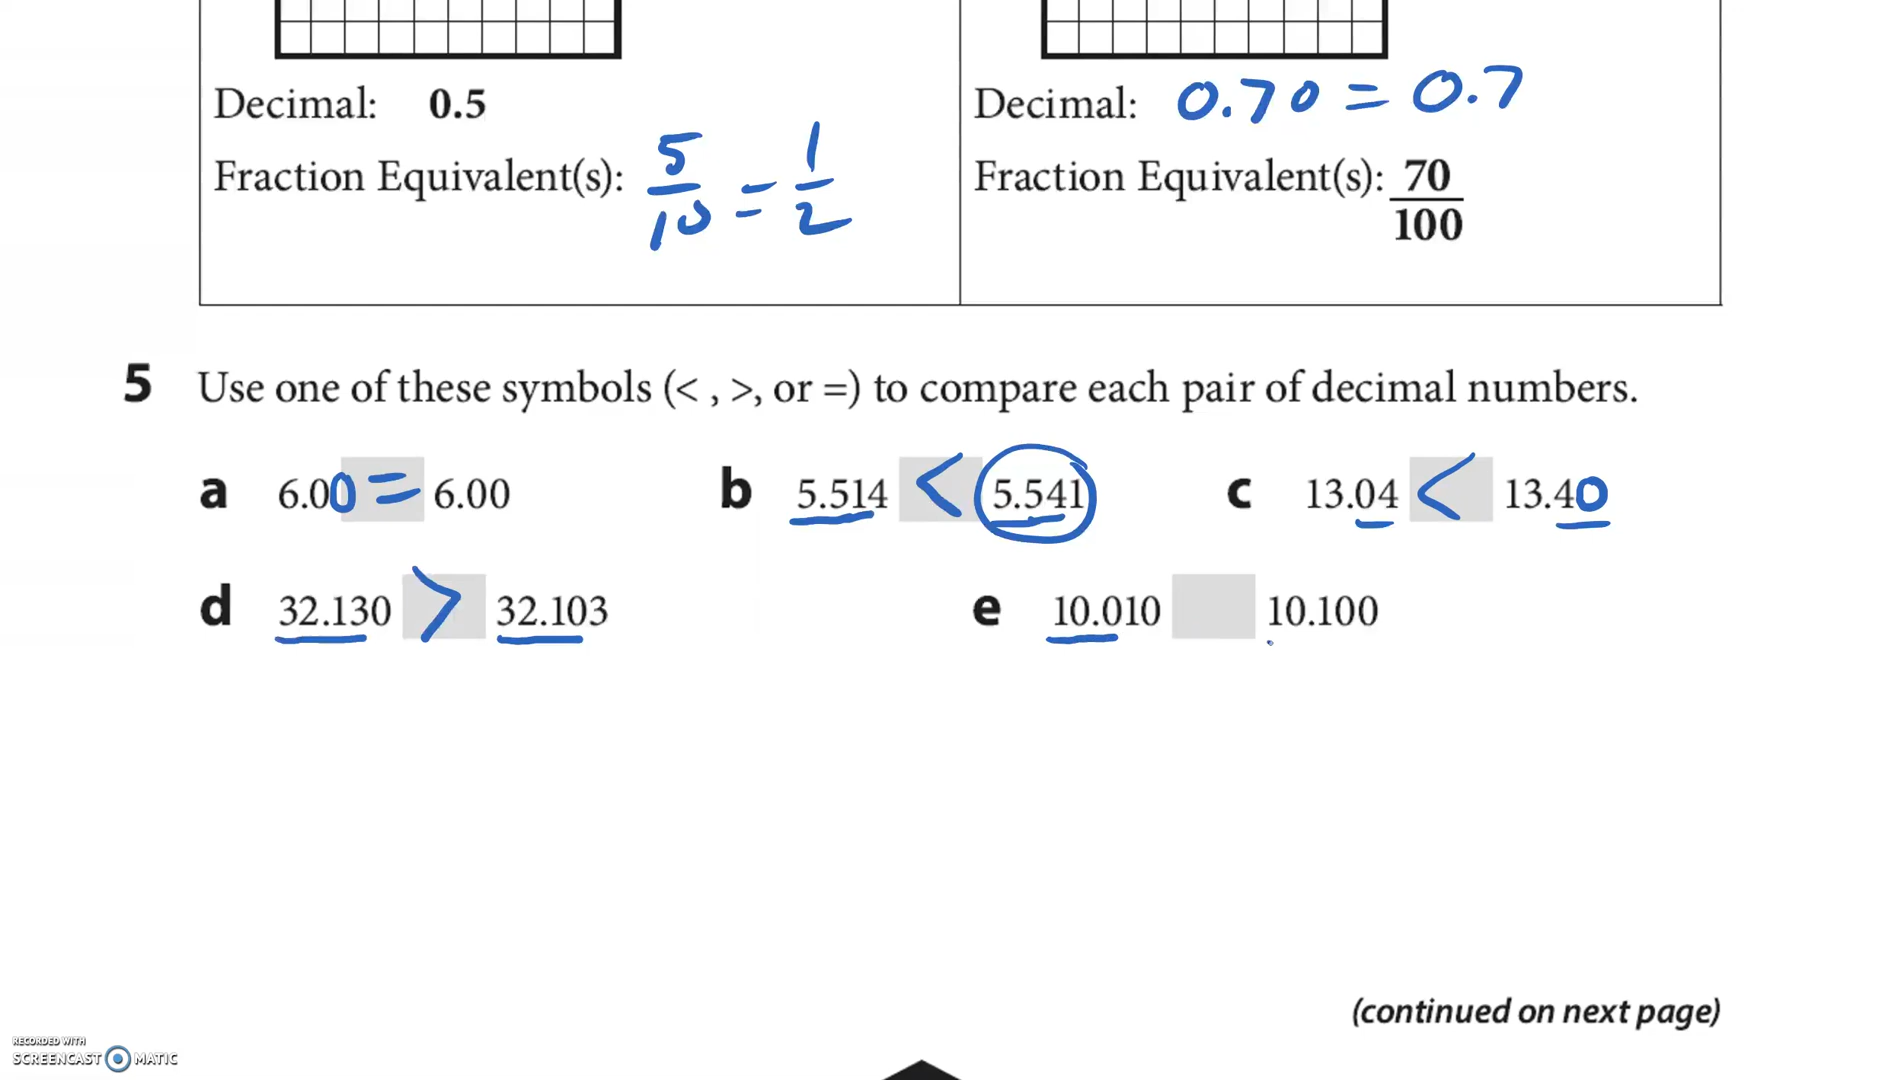 Decimal: 0.5
Decimal: 0.70 = 0.7
Fraction Equivalent(s): 5/10 = 1/2
Fraction Equivalent(s): 70/100
5 Use one of these symbols (< , >, or =) to compare each pair of decimal numbers.
a 6.00 = 6.00 b 5.514 < 5.541 c 13.04 < 13.40
d 32.130 > 32.103 e 10.010 10.100
(continued on next page)
RECORDED WITH
SCREENCAST MATIC